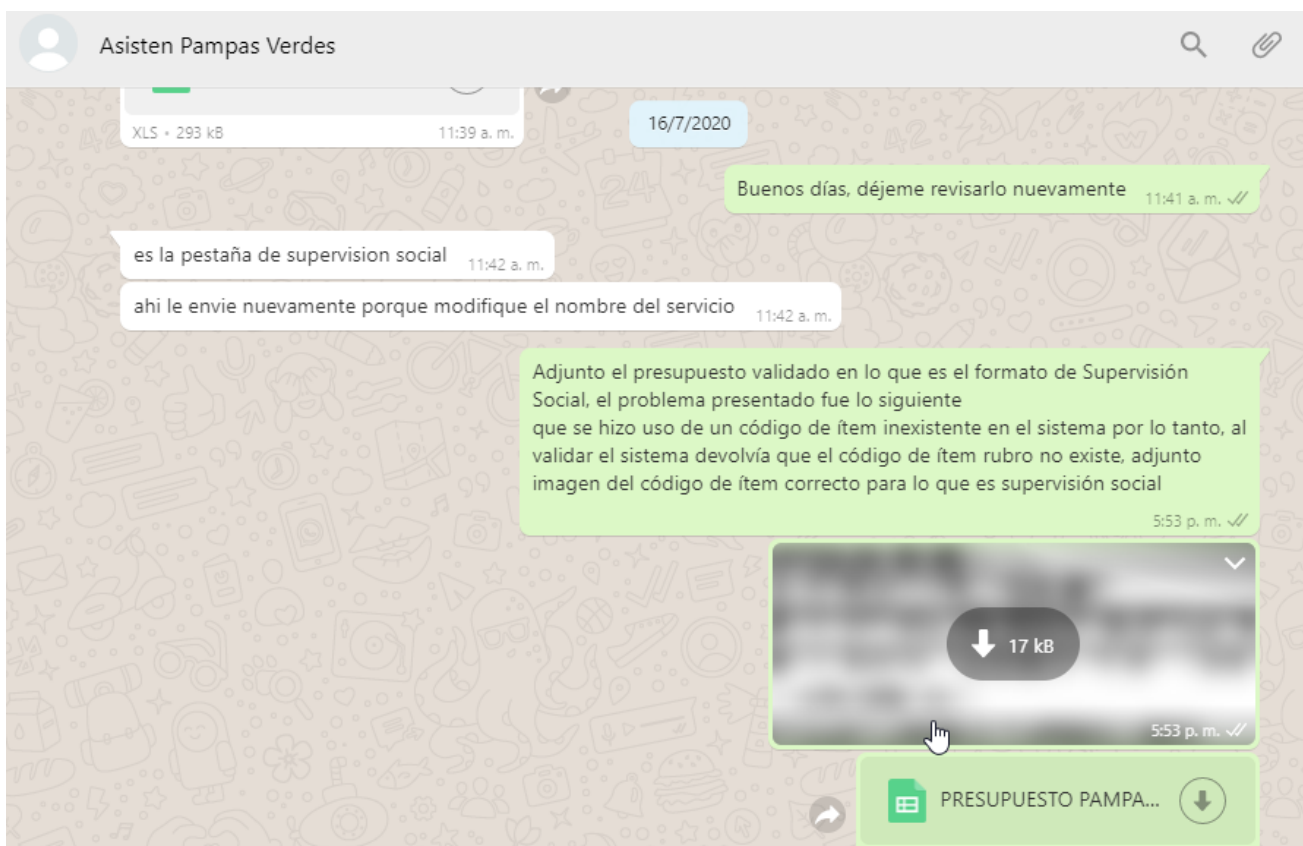 Asisten Pampas Verdes
XLS • 293 kB 11:39 a. m.
16/7/2020
Buenos días, déjeme revisarlo nuevamente 11:41 a. m.
es la pestaña de supervision social 11:42 a. m.
ahi le envie nuevamente porque modifique el nombre del servicio 11:42 a. m.
Adjunto el presupuesto validado en lo que es el formato de Supervisión
Social, el problema presentado fue lo siguiente
que se hizo uso de un código de ítem inexistente en el sistema por lo tanto, al
validar el sistema devolvía que el código de ítem rubro no existe, adjunto
imagen del código de ítem correcto para lo que es supervisión social
5:53 p. m.
17 kB
5:53 p. m.
PRESUPUESTO PAMPA...